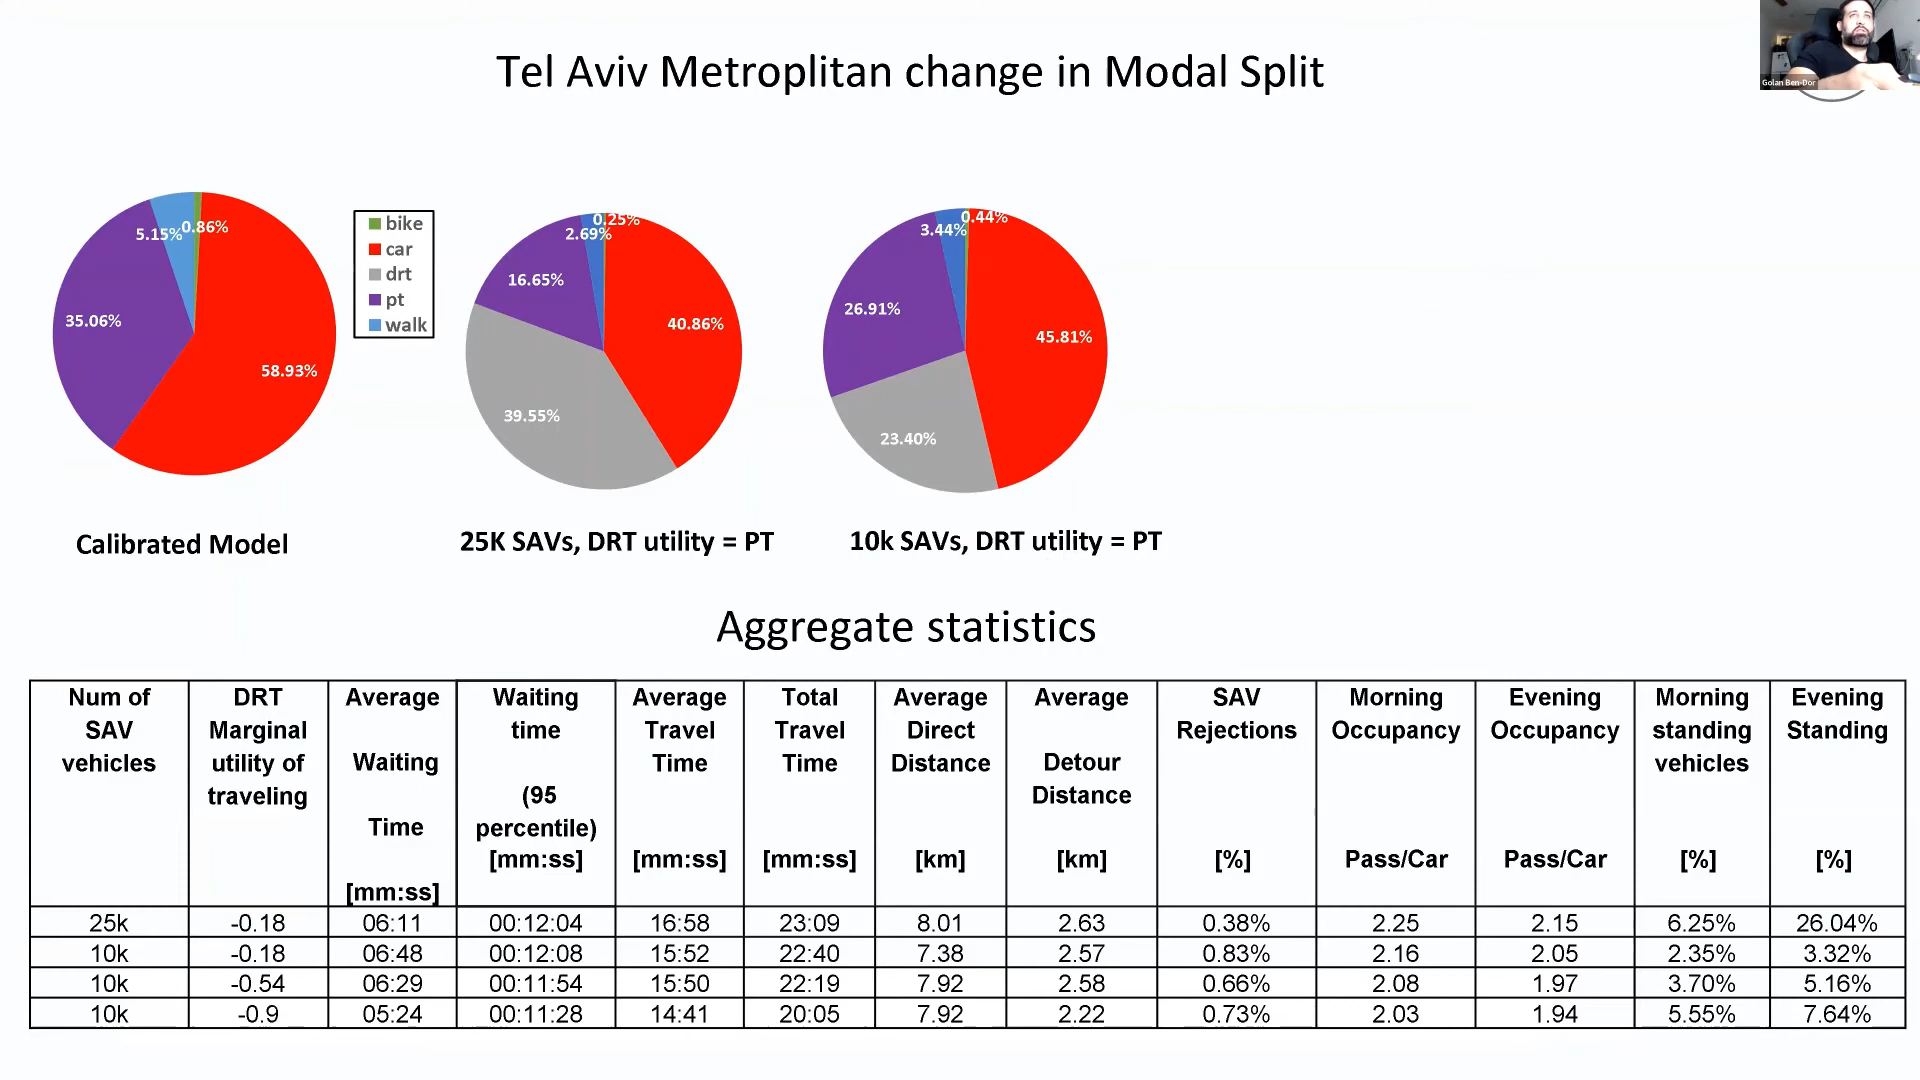 Tel Aviv Metroplitan change in Modal Split
Golan Ben-Dor
5.15%
0.86%
35.06%
58.93%
bike
car
drt
pt
walk
0.25%
2.69%
16.65%
40.86%
39.55%
0.44%
3.44%
26.91%
45.81%
23.40%
Calibrated Model
25K SAVs, DRT utility = PT
10k SAVs, DRT utility = PT
Aggregate statistics
Num of SAV vehicles
DRT Marginal utility of traveling
Average Waiting Time [mm:ss]
Waiting time (95 percentile) [mm:ss]
Average Travel Time [mm:ss]
Total Travel Time [mm:ss]
Average Direct Distance [km]
Average Detour Distance [km]
SAV Rejections [%]
Morning Occupancy Pass/Car
Evening Occupancy Pass/Car
Morning standing vehicles [%]
Evening Standing [%]
25k -0.18 06:11 00:12:04 16:58 23:09 8.01 2.63 0.38% 2.25 2.15 6.25% 26.04%
10k -0.18 06:48 00:12:08 15:52 22:40 7.38 2.57 0.83% 2.16 2.05 2.35% 3.32%
10k -0.54 06:29 00:11:54 15:50 22:19 7.92 2.58 0.66% 2.08 1.97 3.70% 5.16%
10k -0.9 05:24 00:11:28 14:41 20:05 7.92 2.22 0.73% 2.03 1.94 5.55% 7.64%